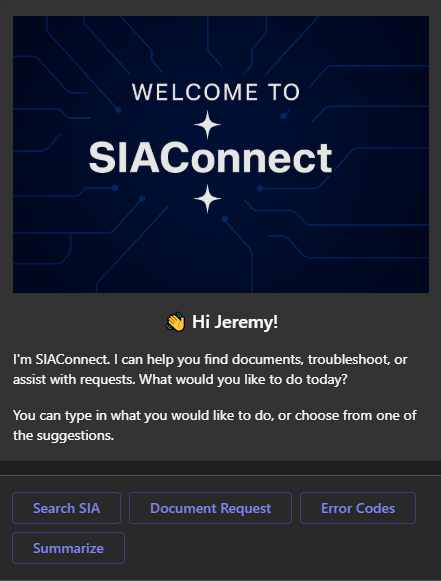 WELCOME TO
SIAConnect
👋 Hi Jeremy!
I'm SIAConnect. I can help you find documents, troubleshoot, or
assist with requests. What would you like to do today?
You can type in what you would like to do, or choose from one of
the suggestions.
Search SIA
Document Request
Error Codes
Summarize